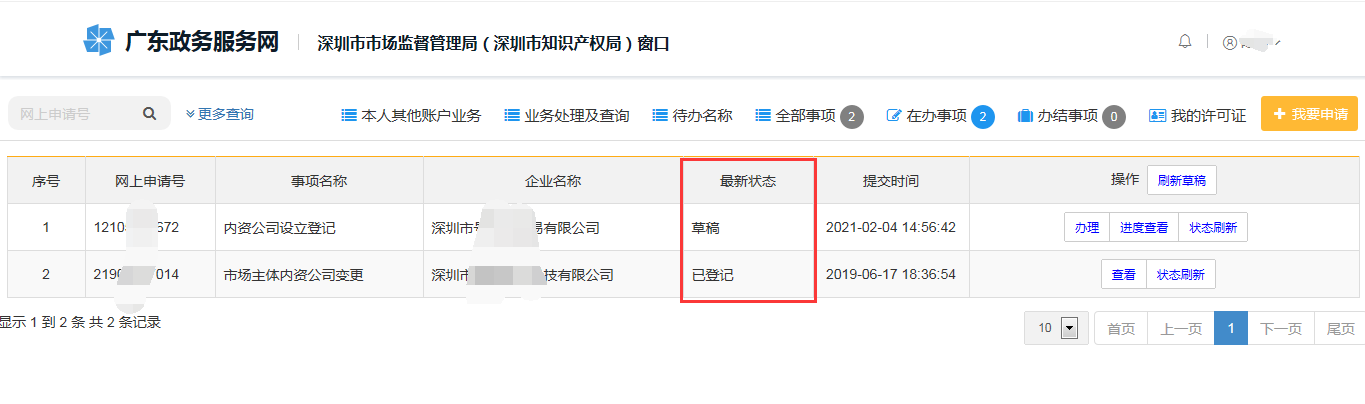 广东政务服务网 深圳市市场监督管理局（深圳市知识产权局）窗口
网上申请号 更多查询 本人其他账户业务 业务处理及查询 待办名称 全部事项 2 在办事项 2 办结事项 0 我的许可证 + 我要申请
序号 网上申请号 事项名称 企业名称 最新状态 提交时间 操作 刷新草稿
1 1210 672 内资公司设立登记 深圳市 易有限公司 草稿 2021-02-04 14:56:42 办理 进度查看 状态刷新
2 2190 014 市场主体内资公司变更 深圳市 技有限公司 已登记 2019-06-17 18:36:54 查看 状态刷新
显示 1 到 2 条 共 2 条记录 10 首页 上一页 1 下一页 尾页